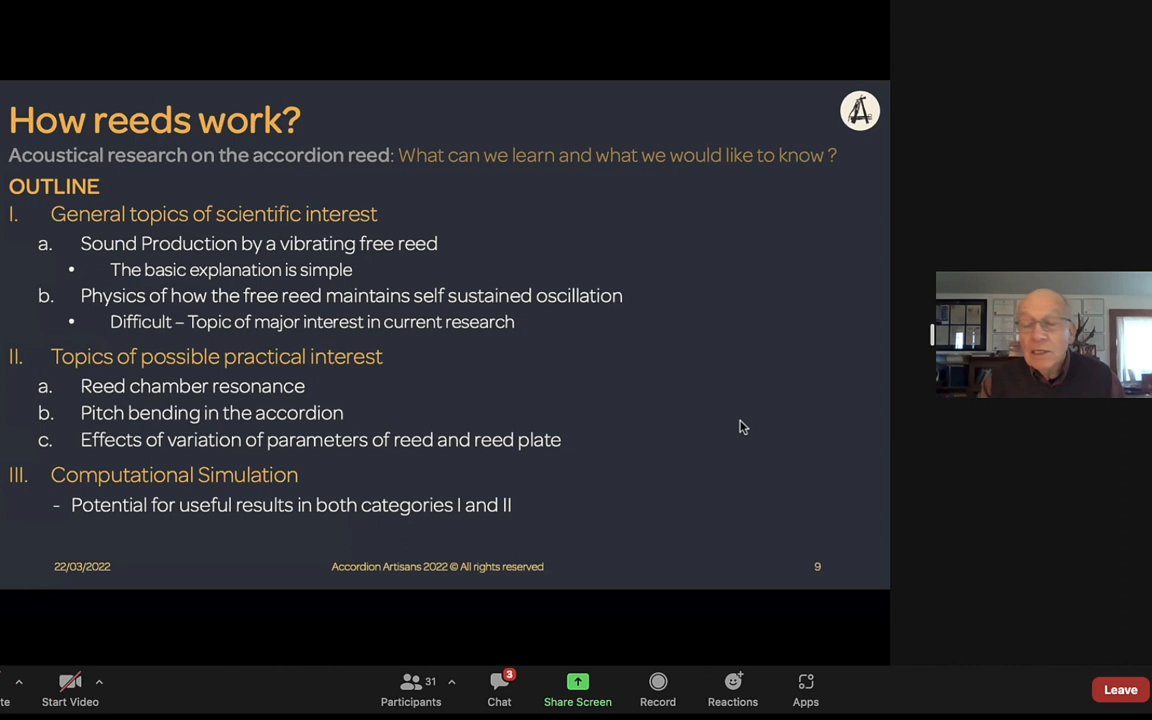 How reeds work?
Acoustical research on the accordion reed: What can we learn and what we would like to know ?
OUTLINE
I. General topics of scientific interest
a. Sound Production by a vibrating free reed
• The basic explanation is simple
b. Physics of how the free reed maintains self sustained oscillation
• Difficult – Topic of major interest in current research
II. Topics of possible practical interest
a. Reed chamber resonance
b. Pitch bending in the accordion
c. Effects of variation of parameters of reed and reed plate
III. Computational Simulation
- Potential for useful results in both categories I and II
22/03/2022 Accordion Artisans 2022 © All rights reserved 9
31 3
te Start Video Participants Chat Share Screen Record Reactions Apps Leave